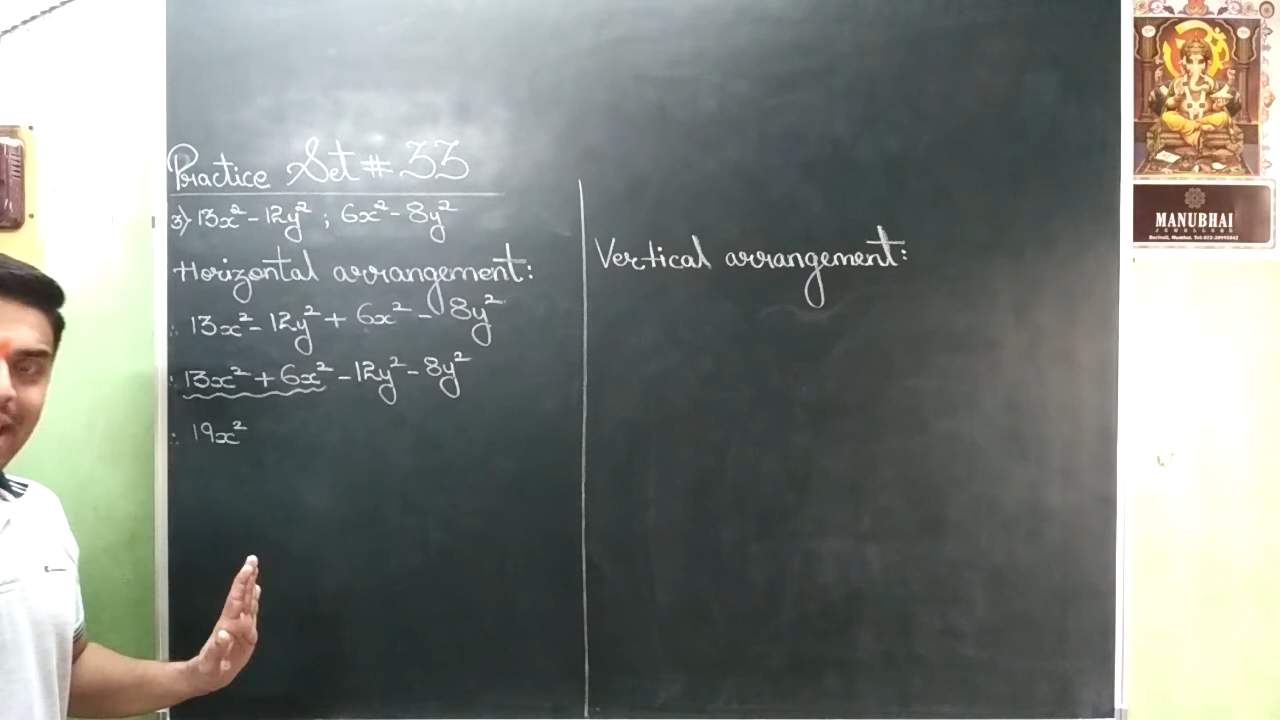 Practice Set # 33
3) 13x² - 12y² ; 6x² - 8y²
Horizontal arrangement:
∴ 13x² - 12y² + 6x² - 8y²
∴ 13x² + 6x² - 12y² - 8y²
∴ 19x²
Vertical arrangement:
MANUBHAI
JEWELLERS